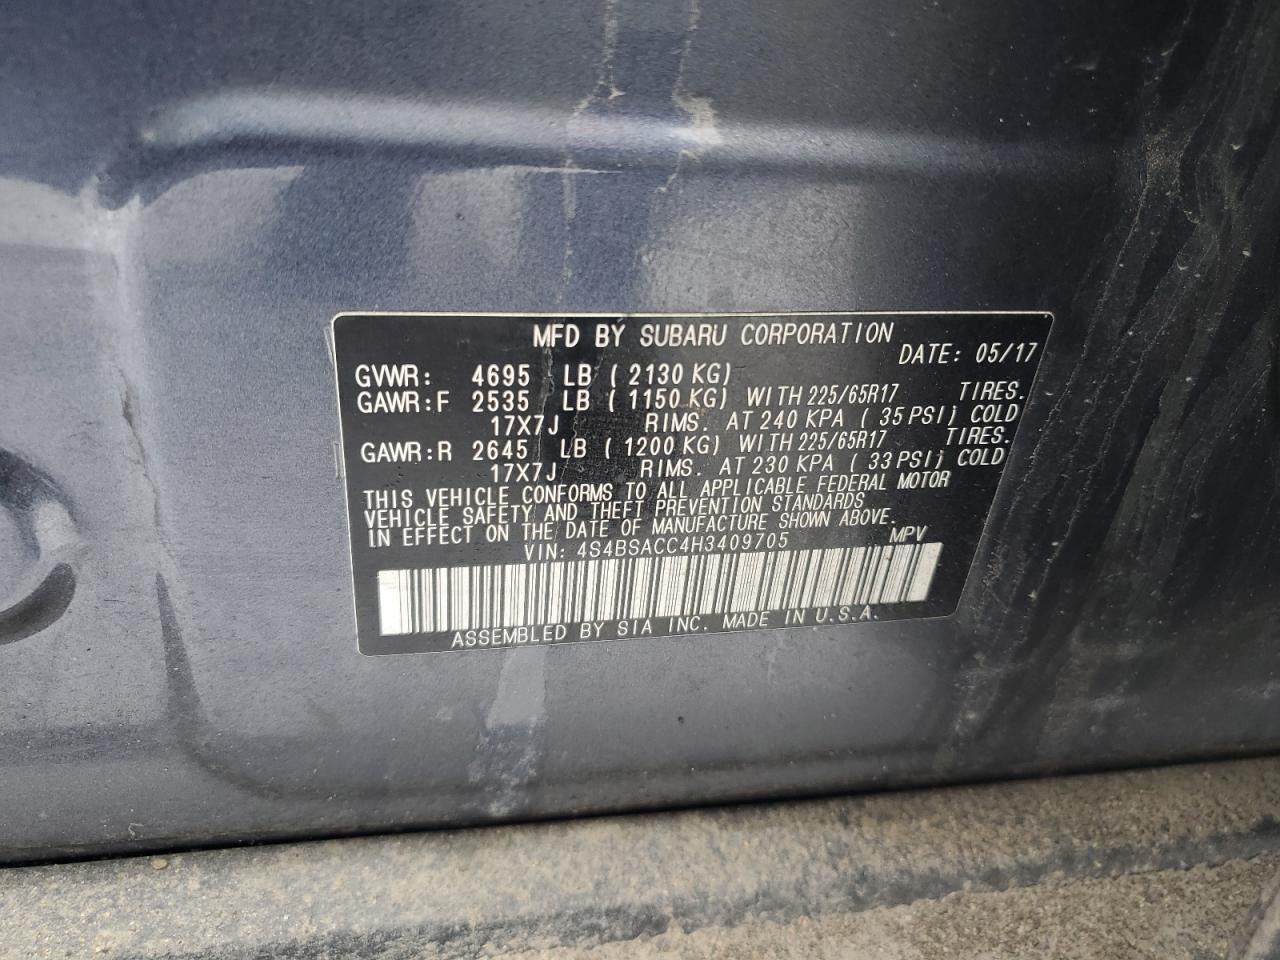 MFD BY SUBARU CORPORATION
DATE: 05/17
GVWR: 4695 LB ( 2130 KG)
GAWR:F 2535 LB ( 1150 KG) WITH 225/65R17 TIRES.
17X7J RIMS. AT 240 KPA ( 35 PSI) COLD
GAWR:R 2645 LB ( 1200 KG) WITH 225/65R17 TIRES.
17X7J RIMS. AT 230 KPA ( 33 PSI) COLD
THIS VEHICLE CONFORMS TO ALL APPLICABLE FEDERAL MOTOR
VEHICLE SAFETY AND THEFT PREVENTION STANDARDS
IN EFFECT ON THE DATE OF MANUFACTURE SHOWN ABOVE.
VIN: 4S4BSACC4H3409705 MPV
ASSEMBLED BY SIA INC. MADE IN U.S.A.